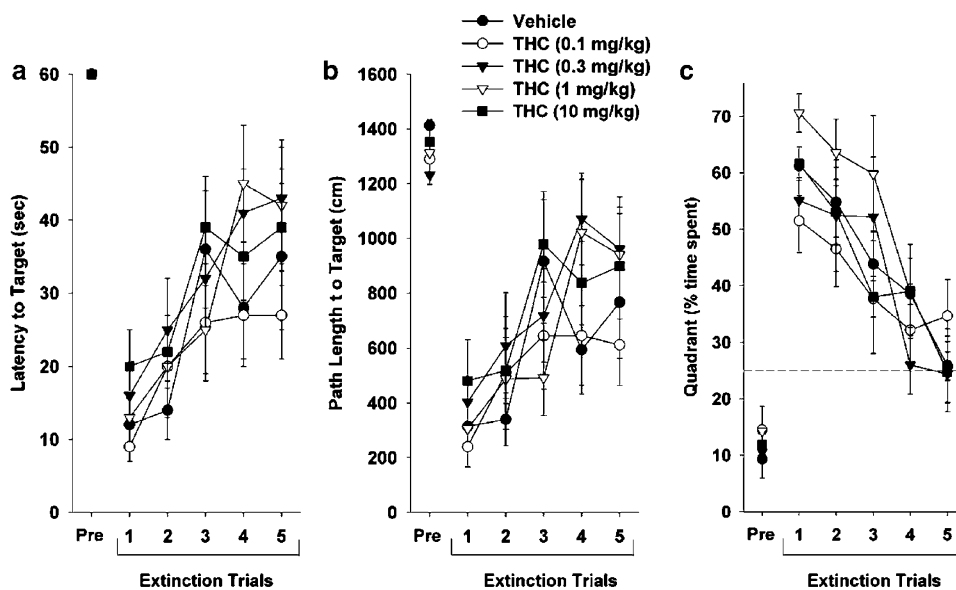 Vehicle
THC (0.1 mg/kg)
THC (0.3 mg/kg)
THC (1 mg/kg)
THC (10 mg/kg)
a
60
50
40
30
20
10
0
Latency to Target (sec)
Pre 1 2 3 4 5
Extinction Trials
b
1600
1400
1200
1000
800
600
400
200
0
Path Length t o Target (cm)
Pre 1 2 3 4 5
Extinction Trials
c
70
60
50
40
30
20
10
0
Quadrant (% time spent)
Pre 1 2 3 4 5
Extinction Trials